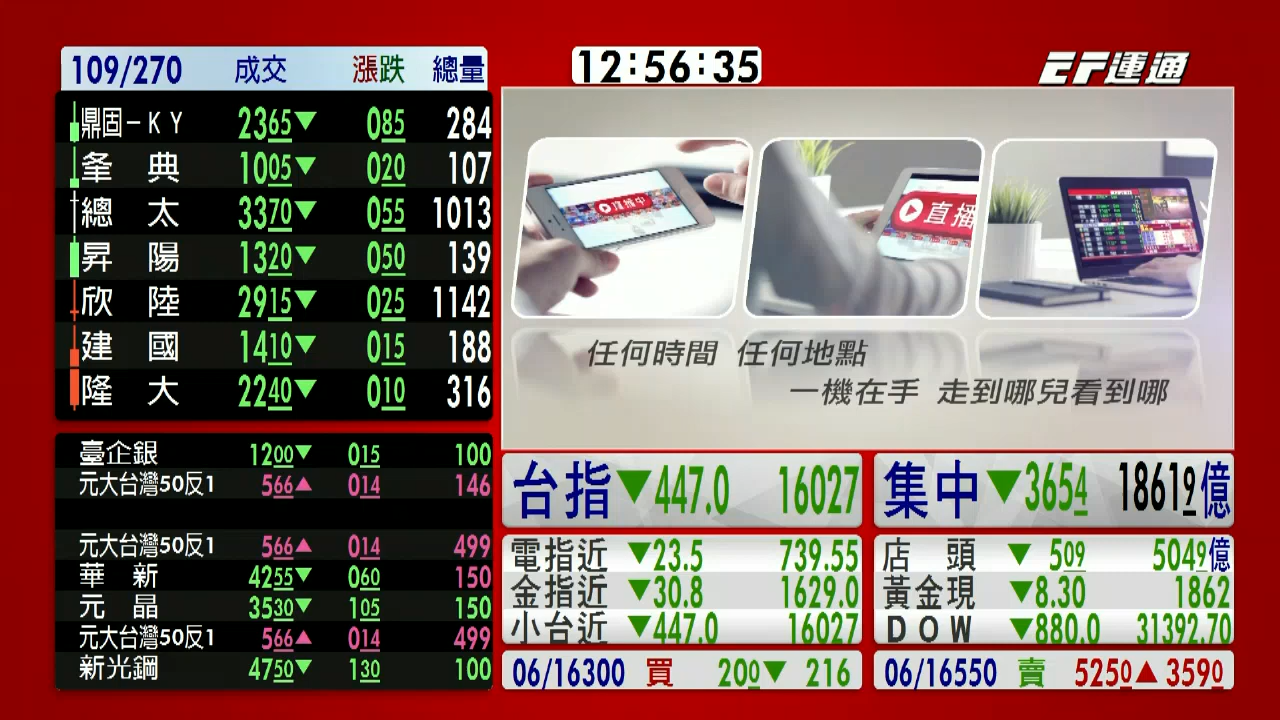 109/270 成交 漲跌 總量
鼎固-KY 2365▼ 085 284
夆典 1005▼ 020 107
總太 3370▼ 055 1013
昇陽 1320▼ 050 139
欣陸 2915▼ 025 1142
建國 1410▼ 015 188
隆大 2240▼ 010 316
臺企銀 1200▼ 015 100
元大台灣50反1 566▲ 014 146
元大台灣50反1 566▲ 014 499
華新 4255▼ 060 150
元晶 3530▼ 105 150
元大台灣50反1 566▲ 014 499
新光鋼 4750▼ 130 100
12:56:35
EF運通
直播中
直播
任何時間 任何地點
一機在手 走到哪兒看到哪
台指▼447.0 16027
集中▼3654 18619億
電指近▼23.5 739.55
金指近▼30.8 1629.0
小台近▼447.0 16027
店頭▼509 5049億
黃金現▼8.30 1862
DOW▼880.0 31392.70
06/16300 買 200▼ 216
06/16550 賣 5250▲3590